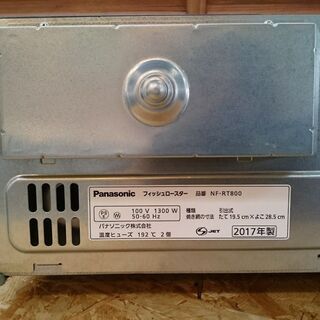 Panasonic フィッシュロースター 品番 NF-RT800
100 V 1300 W
50-60 Hz
パナソニック株式会社
温度ヒューズ 192℃ 2個
種類 引出式
焼き網の寸法 たて 19.5 cm×よこ 28.5 cm
JET
2017年製